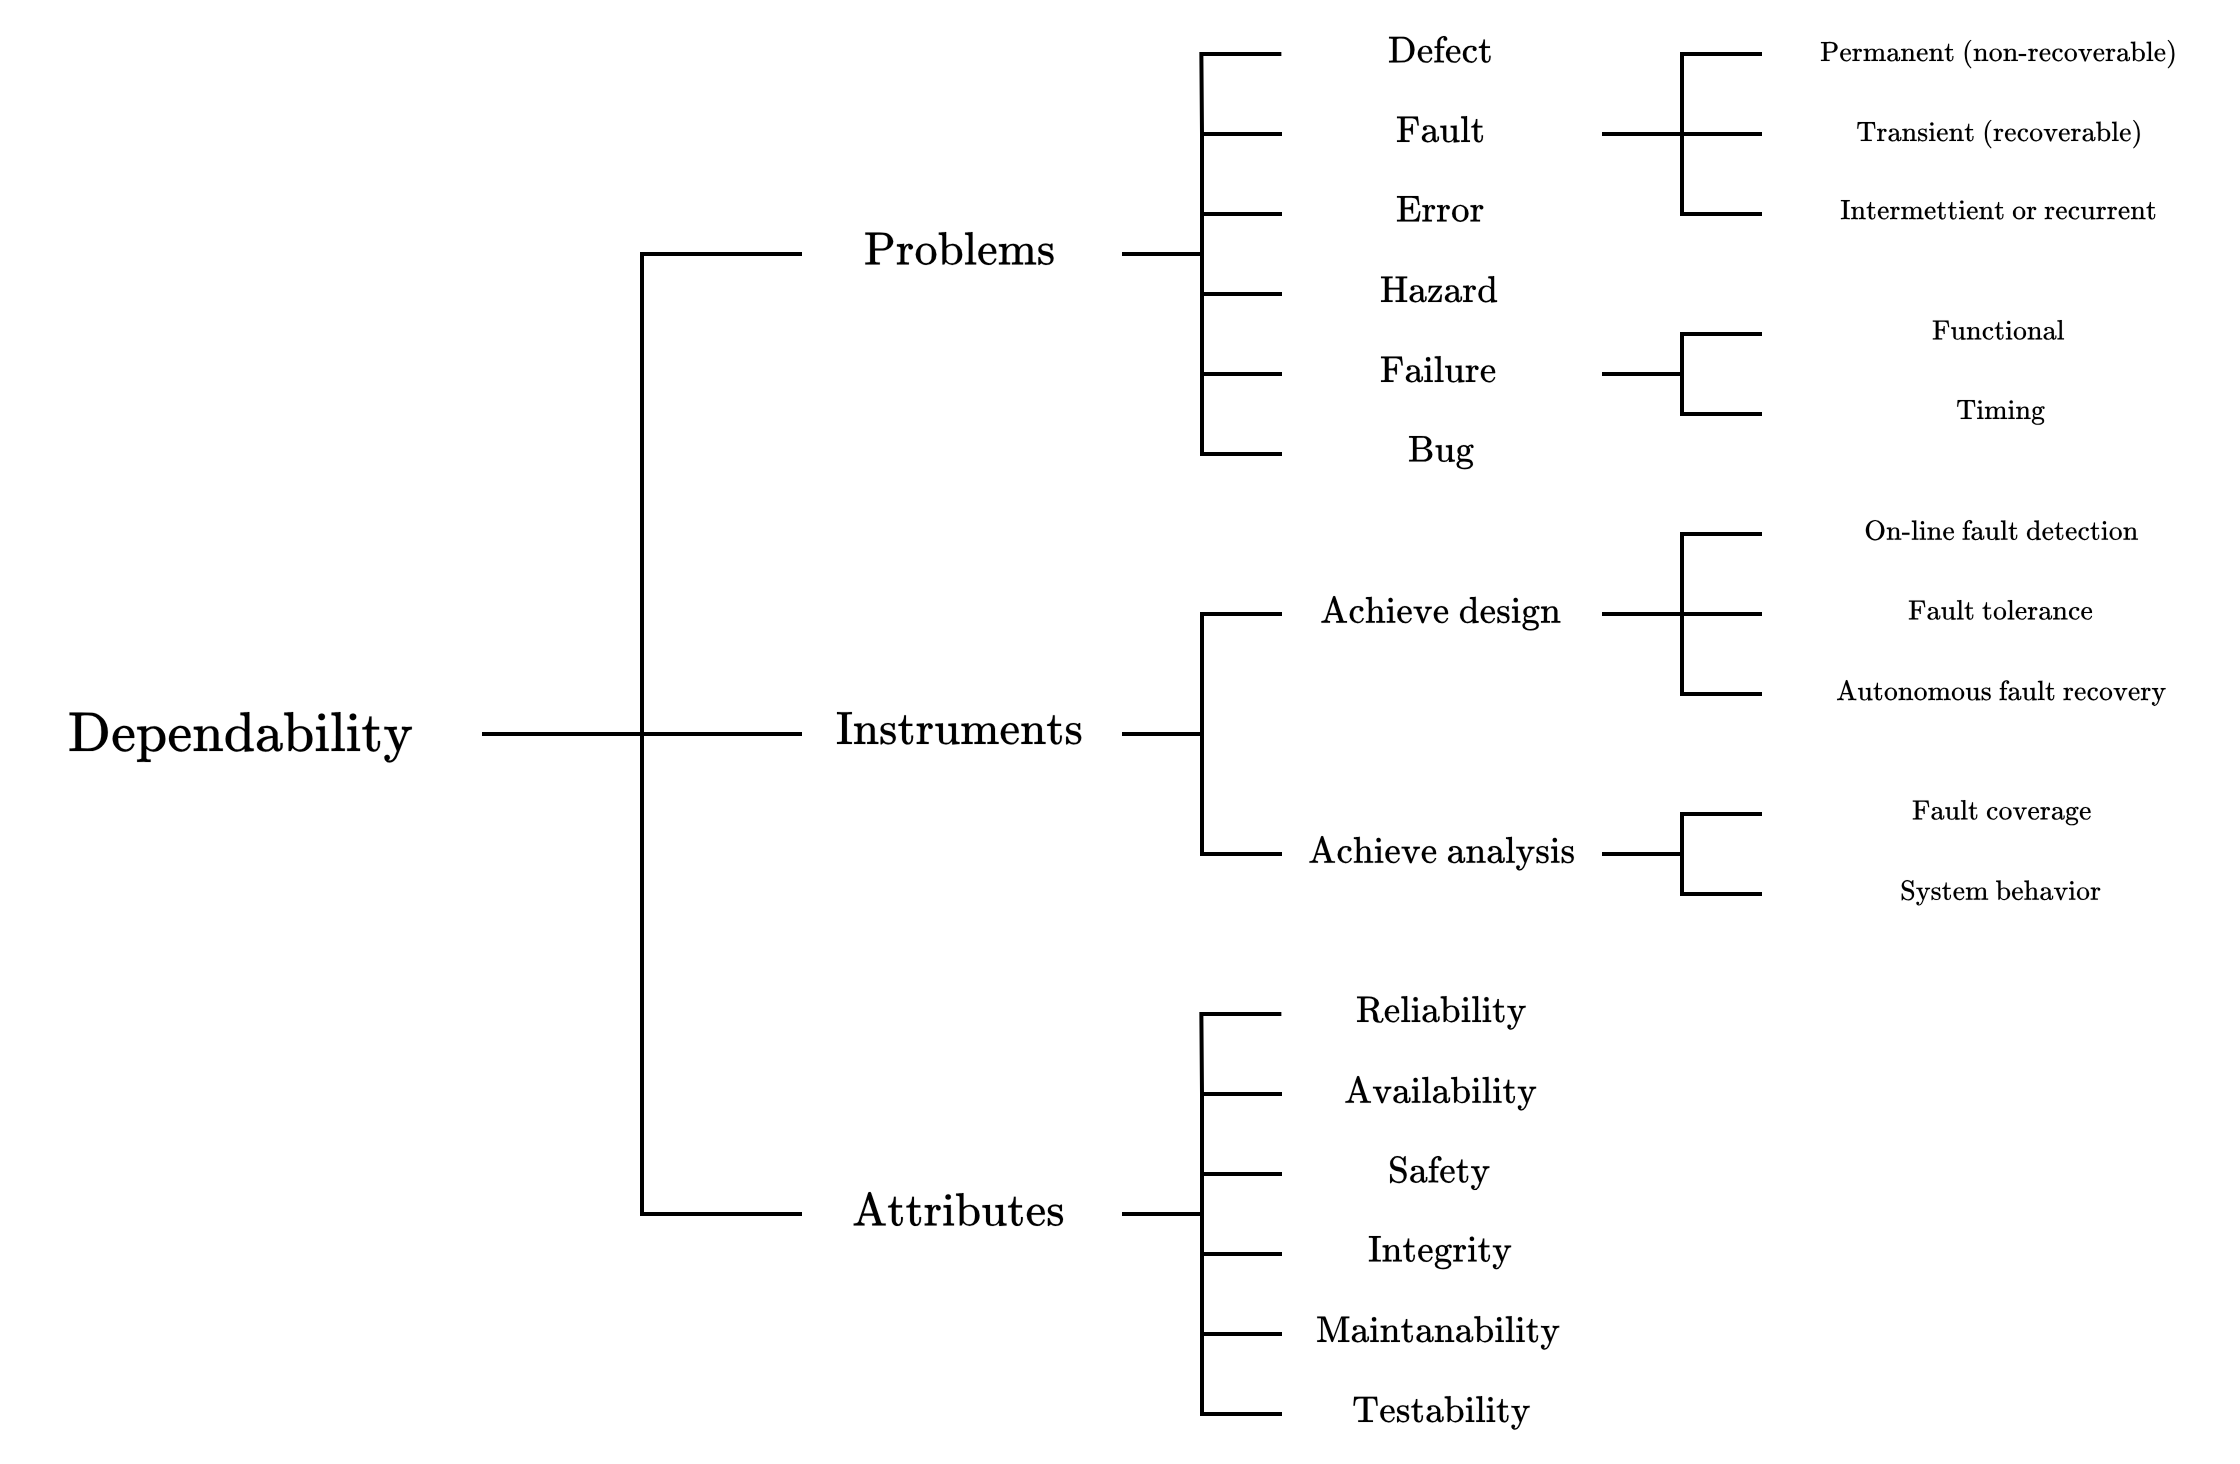 Dependability
Problems
Defect
Fault
Permanent (non-recoverable)
Transient (recoverable)
Intermettient or recurrent
Error
Hazard
Failure
Functional
Timing
Bug
Instruments
Achieve design
On-line fault detection
Fault tolerance
Autonomous fault recovery
Achieve analysis
Fault coverage
System behavior
Attributes
Reliability
Availability
Safety
Integrity
Maintanability
Testability